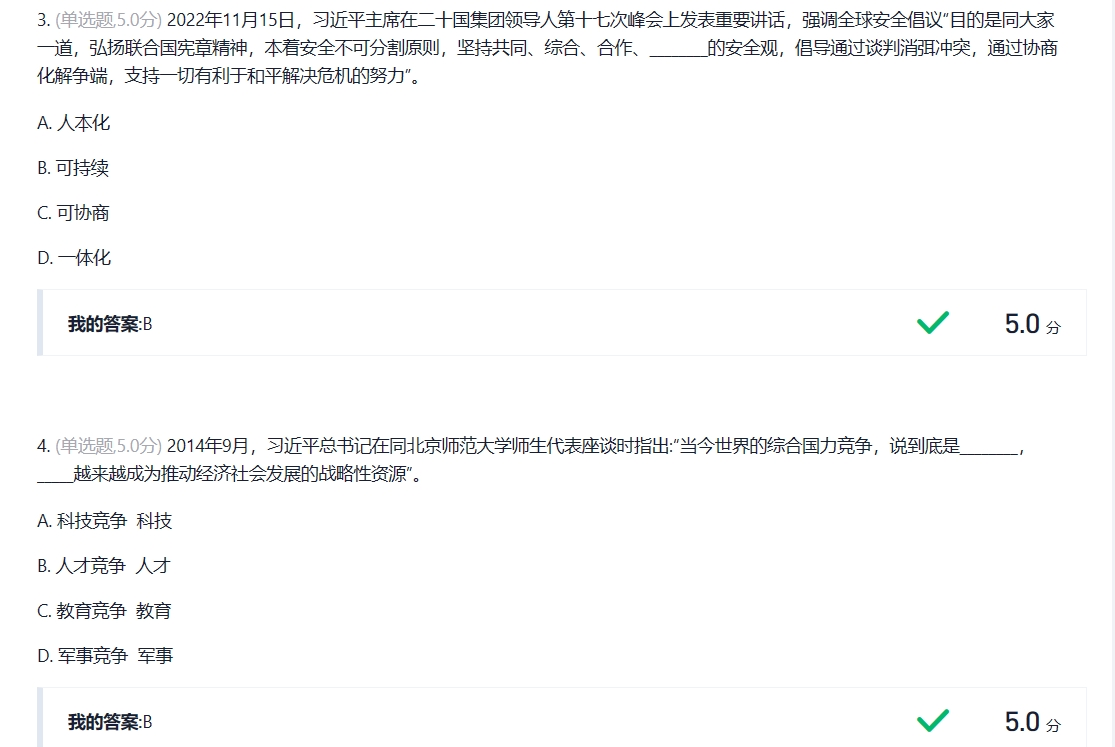 3. (单选题,5.0分) 2022年11月15日，习近平主席在二十国集团领导人第十七次峰会上发表重要讲话，强调全球安全倡议“目的是同大家
一道，弘扬联合国宪章精神，本着安全不可分割原则，坚持共同、综合、合作、______的安全观，倡导通过谈判消弭冲突，通过协商
化解争端，支持一切有利于和平解决危机的努力”。
A. 人本化
B. 可持续
C. 可协商
D. 一体化
我的答案:B 5.0 分
4. (单选题,5.0分) 2014年9月，习近平总书记在同北京师范大学师生代表座谈时指出:“当今世界的综合国力竞争，说到底是______，
____越来越成为推动经济社会发展的战略性资源”。
A. 科技竞争 科技
B. 人才竞争 人才
C. 教育竞争 教育
D. 军事竞争 军事
我的答案:B 5.0 分